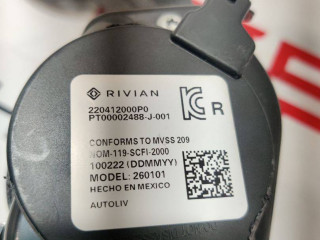 RIVIAN
220412000P0
PT00002488-J-001
R
CONFORMS TO MVSS 209
NOM-119-SCFI-2000
100222 (DDMMYY)
MODEL: 260101
HECHO EN MEXICO
AUTOLIV